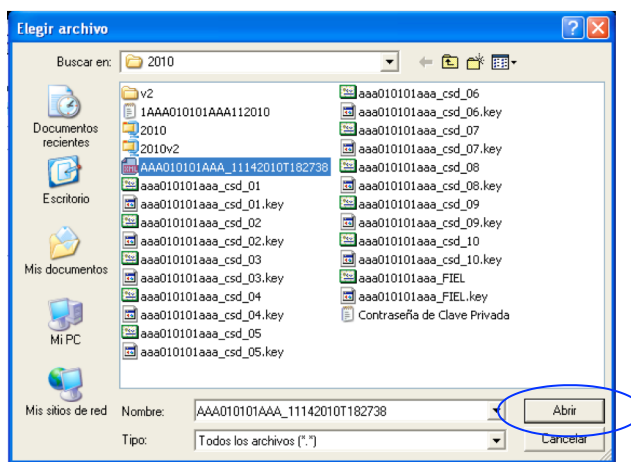 Elegir archivo
Buscar en: 2010
Documentos
recientes
Escritorio
Mis documentos
Mi PC
Mis sitios de red
v2
1AAA010101AAA112010
2010
2010v2
AAA010101AAA_11142010T182738
aaa010101aaa_csd_01
aaa010101aaa_csd_01.key
aaa010101aaa_csd_02
aaa010101aaa_csd_02.key
aaa010101aaa_csd_03
aaa010101aaa_csd_03.key
aaa010101aaa_csd_04
aaa010101aaa_csd_04.key
aaa010101aaa_csd_05
aaa010101aaa_csd_05.key
aaa010101aaa_csd_06
aaa010101aaa_csd_06.key
aaa010101aaa_csd_07
aaa010101aaa_csd_07.key
aaa010101aaa_csd_08
aaa010101aaa_csd_08.key
aaa010101aaa_csd_09
aaa010101aaa_csd_09.key
aaa010101aaa_csd_10
aaa010101aaa_csd_10.key
aaa010101aaa_FIEL
aaa010101aaa_FIEL.key
Contraseña de Clave Privada
Nombre: AAA010101AAA_11142010T182738 Abrir
Tipo: Todos los archivos (*.*) Cancelar